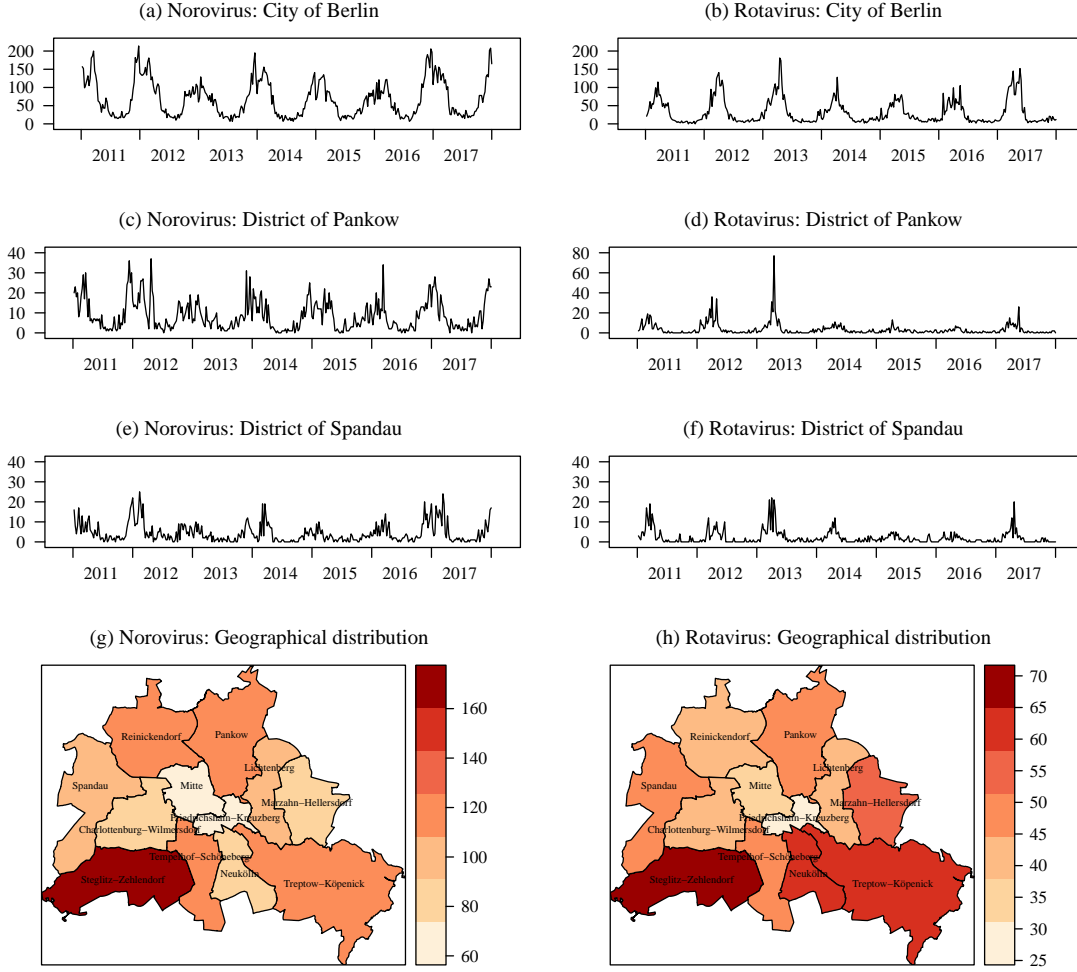 (a) Norovirus: City of Berlin
200
150
100
50
0
2011 2012 2013 2014 2015 2016 2017
(b) Rotavirus: City of Berlin
200
150
100
50
0
2011 2012 2013 2014 2015 2016 2017
(c) Norovirus: District of Pankow
40
30
20
10
0
2011 2012 2013 2014 2015 2016 2017
(d) Rotavirus: District of Pankow
80
60
40
20
0
2011 2012 2013 2014 2015 2016 2017
(e) Norovirus: District of Spandau
40
30
20
10
0
2011 2012 2013 2014 2015 2016 2017
(f) Rotavirus: District of Spandau
40
30
20
10
0
2011 2012 2013 2014 2015 2016 2017
(g) Norovirus: Geographical distribution
Reinickendorf
Pankow
Lichtenberg
Spandau
Mitte
Marzahn−Hellersdorf
Friedrichshain−Kreuzberg
Charlottenburg−Wilmersdorf
Tempelhof−Schöneberg
Steglitz−Zehlendorf
Neukölln
Treptow−Köpenick
160
140
120
100
80
60
(h) Rotavirus: Geographical distribution
Reinickendorf
Pankow
Lichtenberg
Spandau
Mitte
Marzahn−Hellersdorf
Friedrichshain−Kreuzberg
Charlottenburg−Wilmersdorf
Tempelhof−Schöneberg
Steglitz−Zehlendorf
Neukölln
Treptow−Köpenick
70
65
60
55
50
45
40
35
30
25